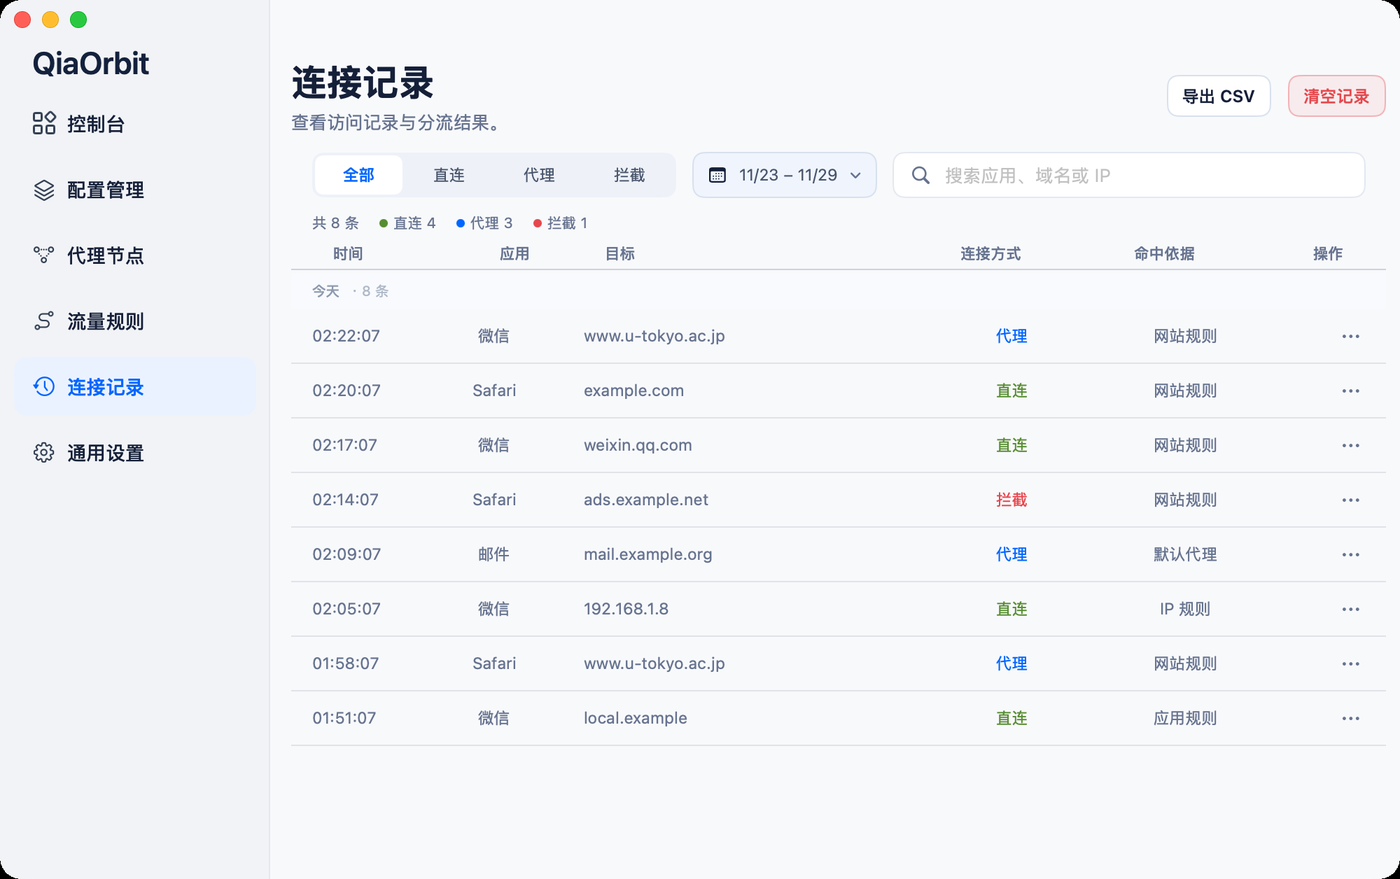 QiaOrbit
控制台
配置管理
代理节点
流量规则
连接记录
通用设置
连接记录
查看访问记录与分流结果。
导出 CSV
清空记录
全部 直连 代理 拦截
11/23 – 11/29
搜索应用、域名或 IP
共 8 条 直连 4 代理 3 拦截 1
时间 应用 目标 连接方式 命中依据 操作
今天 · 8 条
02:22:07 微信 www.u-tokyo.ac.jp 代理 网站规则 ···
02:20:07 Safari example.com 直连 网站规则 ···
02:17:07 微信 weixin.qq.com 直连 网站规则 ···
02:14:07 Safari ads.example.net 拦截 网站规则 ···
02:09:07 邮件 mail.example.org 代理 默认代理 ···
02:05:07 微信 192.168.1.8 直连 IP 规则 ···
01:58:07 Safari www.u-tokyo.ac.jp 代理 网站规则 ···
01:51:07 微信 local.example 直连 应用规则 ···